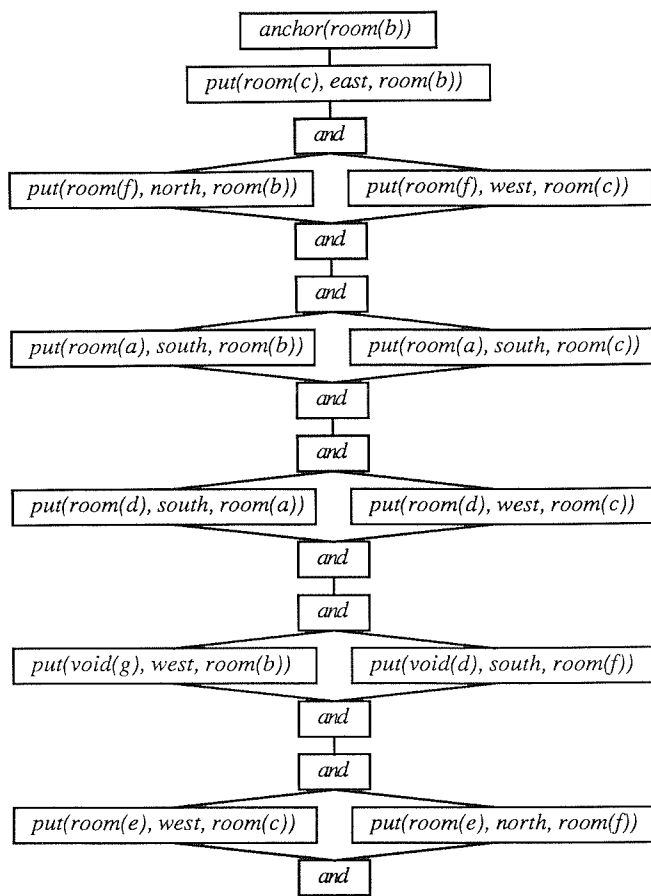 anchor(room(b))
put(room(c), east, room(b))
and
put(room(f), north, room(b))
put(room(f), west, room(c))
and
and
put(room(a), south, room(b))
put(room(a), south, room(c))
and
and
put(room(d), south, room(a))
put(room(d), west, room(c))
and
and
put(void(g), west, room(b))
put(void(d), south, room(f))
and
and
put(room(e), west, room(c))
put(room(e), north, room(f))
and